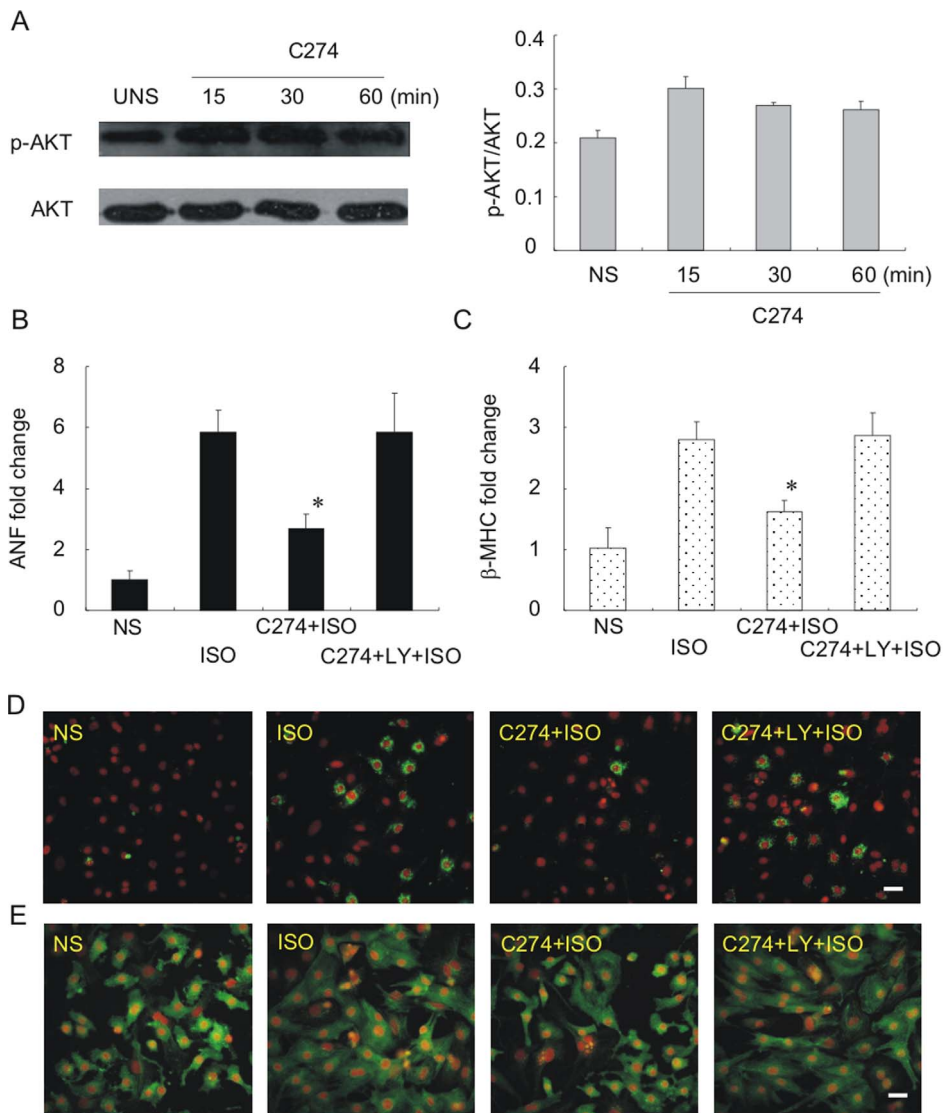 A
C274
UNS 15 30 60 (min)
p-AKT
AKT
p-AKT/AKT
0.4
0.3
0.2
0.1
0
NS 15 30 60 (min)
C274
B
ANF fold change
8
6
4
2
0
NS
ISO
C274+ISO
C274+LY+ISO
C
β-MHC fold change
4
3
2
1
0
*
*
NS
ISO
C274+ISO
C274+LY+ISO
D
NS ISO C274+ISO C274+LY+ISO
E
NS ISO C274+ISO C274+LY+ISO